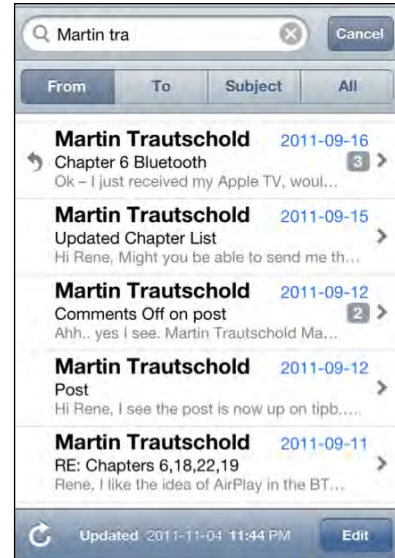 Martin tra
Cancel
From To Subject All
Martin Trautschold 2011-09-16
Chapter 6 Bluetooth 3
Ok – I just received my Apple TV, woul...
Martin Trautschold 2011-09-15
Updated Chapter List
Hi Rene, Might you be able to send me th...
Martin Trautschold 2011-09-12
Comments Off on post 2
Ahh.. yes I see. Martin Trautschold Ma...
Martin Trautschold 2011-09-12
Post
Hi Rene, I see the post is now up on tipb.....
Martin Trautschold 2011-09-11
RE: Chapters 6,18,22,19
Rene, I like the idea of AirPlay in the BT...
Updated 2011-11-04 11:44 PM Edit